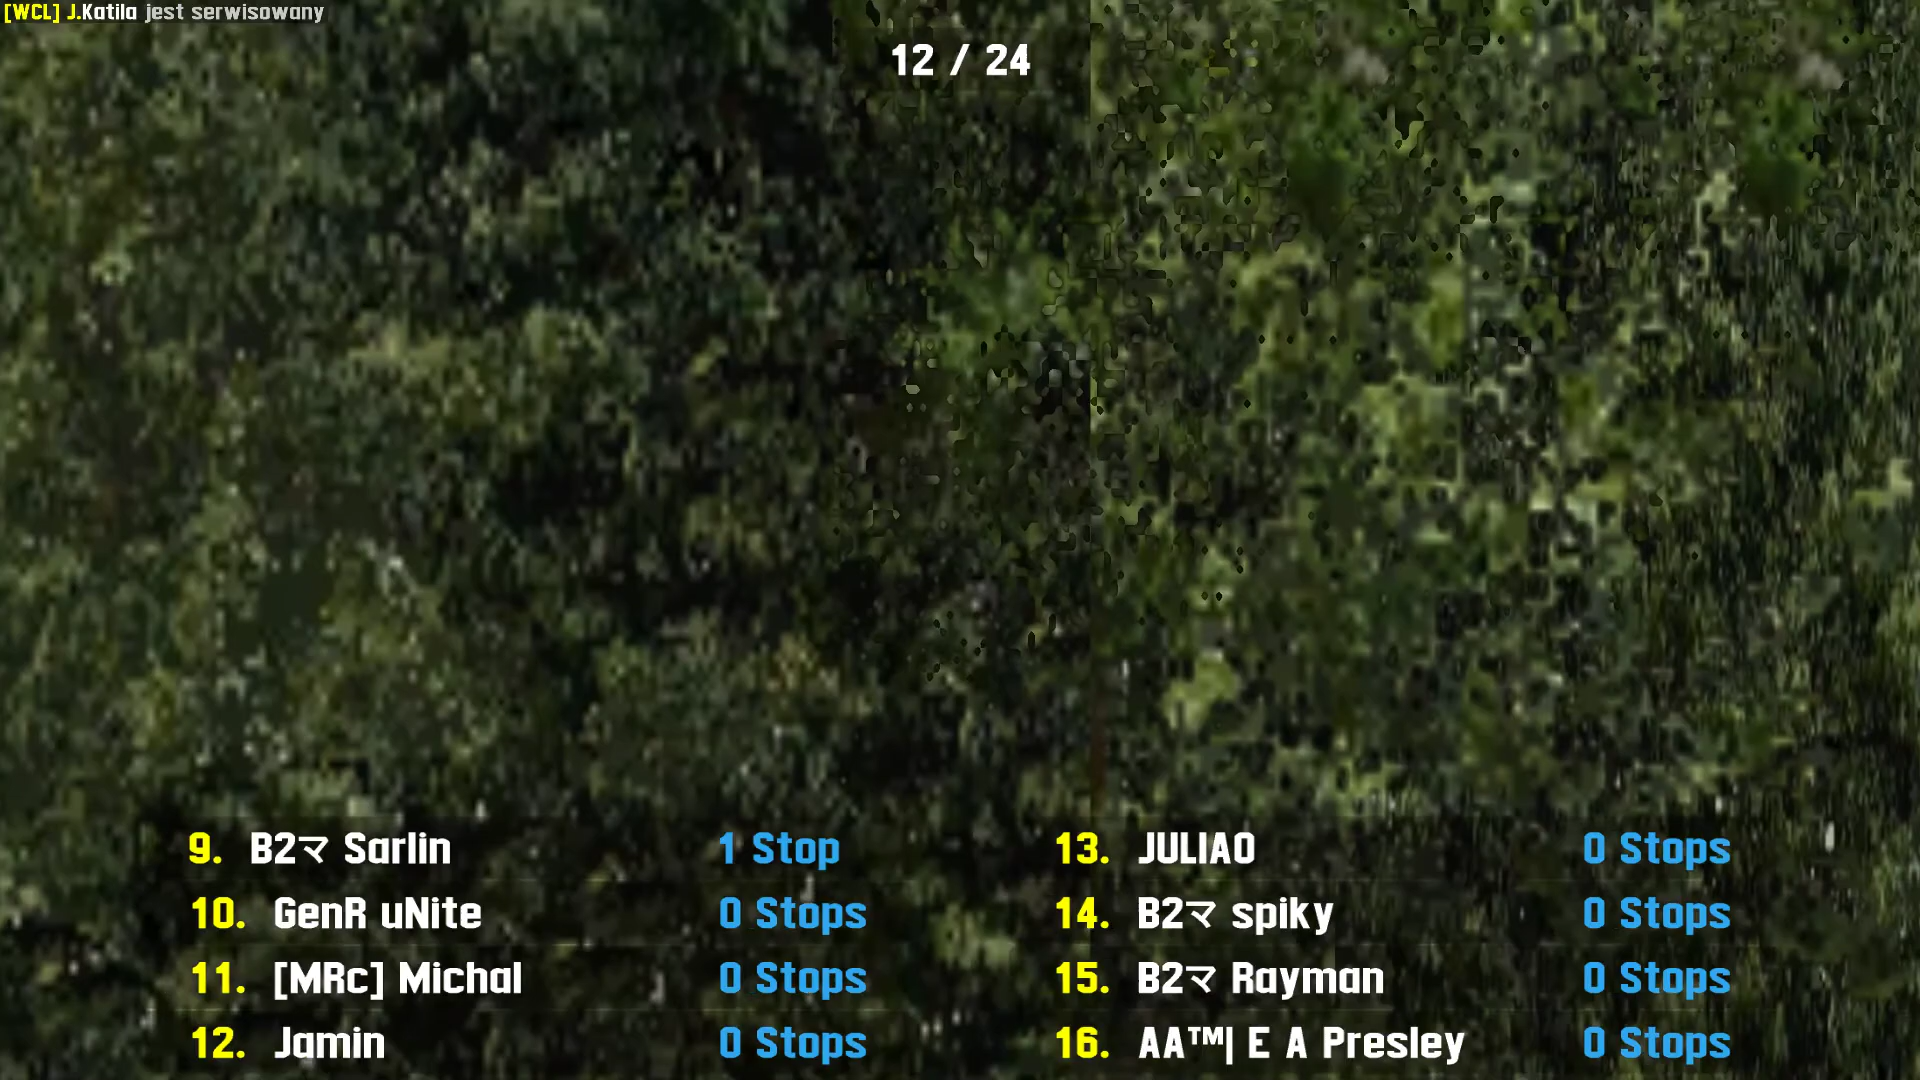 [WCL] J.Katila jest serwisowany
12 / 24
9. B2マ Sarlin 1 Stop
10. GenR uNite 0 Stops
11. [MRc] Michal 0 Stops
12. Jamin 0 Stops
13. JULIAO 0 Stops
14. B2マ spiky 0 Stops
15. B2マ Rayman 0 Stops
16. AA™| E A Presley 0 Stops